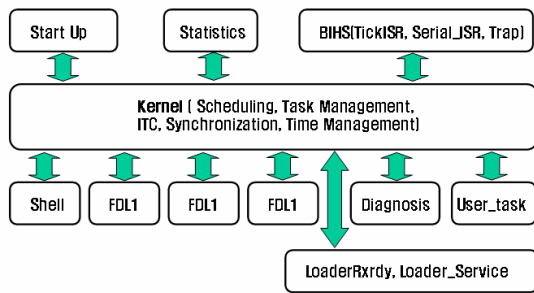 Start Up
Statistics
BIHS(TickISR, Serial_ISR, Trap)
Kernel ( Scheduling, Task Management,
ITC, Synchronization, Time Management)
Shell
FDL1
FDL1
FDL1
Diagnosis
User_task
LoaderRxrdy, Loader_Service